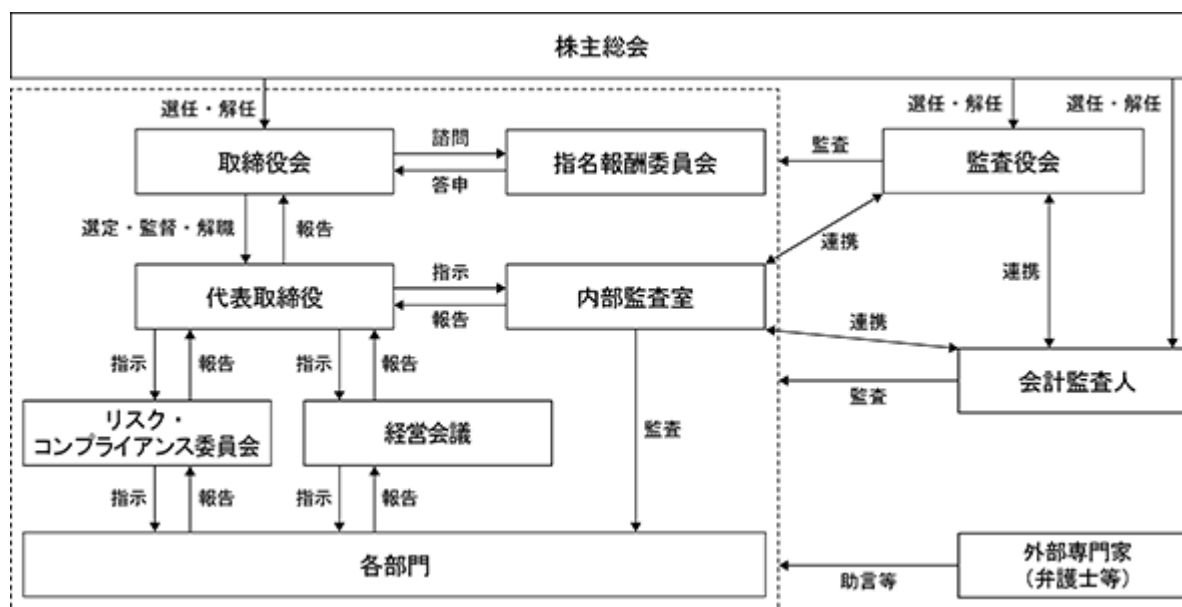 株主総会
選任・解任
選任・解任
選任・解任
取締役会
諮問
答申
指名報酬委員会
監査
監査役会
選定・監督・解職
報告
連携
連携
代表取締役
指示
報告
内部監査室
連携
指示
報告
指示
報告
監査
監査
会計監査人
リスク・
コンプライアンス委員会
経営会議
指示
報告
指示
報告
各部門
助言等
外部専門家
(弁護士等)